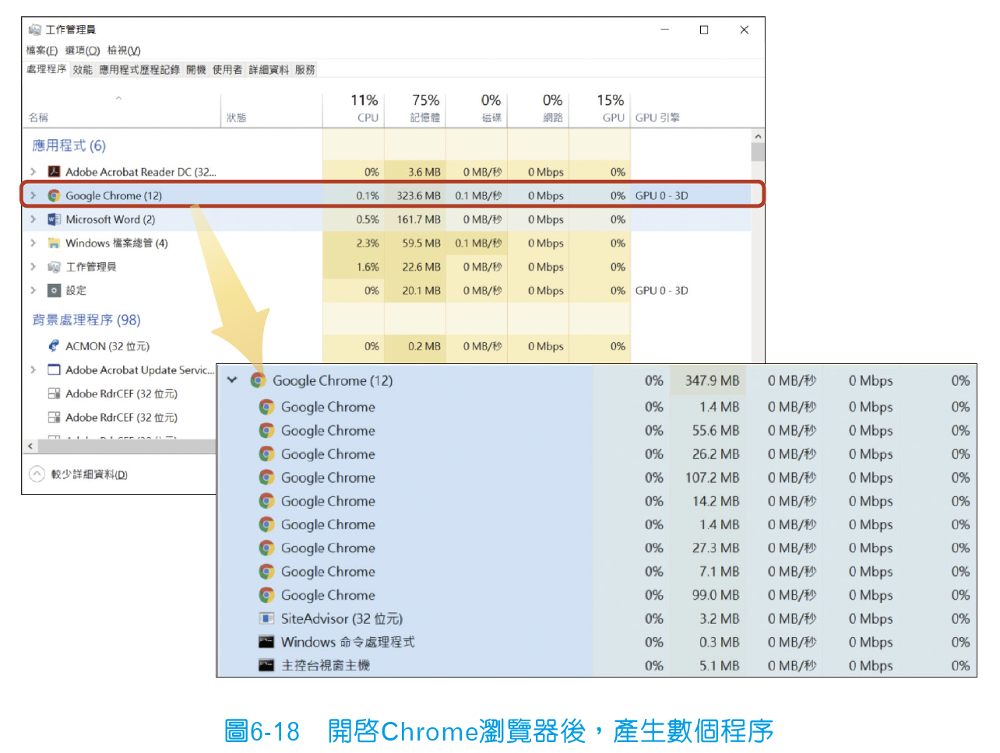 工作管理員
檔案(F) 選項(O) 檢視(V)
處理程序 效能 應用程式歷程記錄 開機 使用者 詳細資料 服務
11% 75% 0% 0% 15%
名稱 狀態 CPU 記憶體 磁碟 網路 GPU GPU 引擎
應用程式 (6)
Adobe Acrobat Reader DC (32... 0% 3.6 MB 0 MB/秒 0 Mbps 0%
Google Chrome (12) 0.1% 323.6 MB 0.1 MB/秒 0 Mbps 0% GPU 0 - 3D
Microsoft Word (2) 0.5% 161.7 MB 0 MB/秒 0 Mbps 0%
Windows 檔案總管 (4) 2.3% 59.5 MB 0.1 MB/秒 0 Mbps 0%
工作管理員 1.6% 22.6 MB 0 MB/秒 0 Mbps 0%
設定 0% 20.1 MB 0 MB/秒 0 Mbps 0% GPU 0 - 3D
背景處理程序 (98)
ACMON (32 位元) 0% 0.2 MB 0 MB/秒 0 Mbps 0%
Adobe Acrobat Update Servic...
Adobe RdrCEF (32 位元)
Adobe RdrCEF (32 位元)
較少詳細資料(D)
Google Chrome (12) 0% 347.9 MB 0 MB/秒 0 Mbps 0%
Google Chrome 0% 1.4 MB 0 MB/秒 0 Mbps 0%
Google Chrome 0% 55.6 MB 0 MB/秒 0 Mbps 0%
Google Chrome 0% 26.2 MB 0 MB/秒 0 Mbps 0%
Google Chrome 0% 107.2 MB 0 MB/秒 0 Mbps 0%
Google Chrome 0% 14.2 MB 0 MB/秒 0 Mbps 0%
Google Chrome 0% 1.4 MB 0 MB/秒 0 Mbps 0%
Google Chrome 0% 27.3 MB 0 MB/秒 0 Mbps 0%
Google Chrome 0% 7.1 MB 0 MB/秒 0 Mbps 0%
Google Chrome 0% 99.0 MB 0 MB/秒 0 Mbps 0%
SiteAdvisor (32 位元) 0% 3.2 MB 0 MB/秒 0 Mbps 0%
Windows 命令處理程式 0% 0.3 MB 0 MB/秒 0 Mbps 0%
主控台視窗主機 0% 5.1 MB 0 MB/秒 0 Mbps 0%
圖6-18 開啓Chrome瀏覽器後，產生數個程序